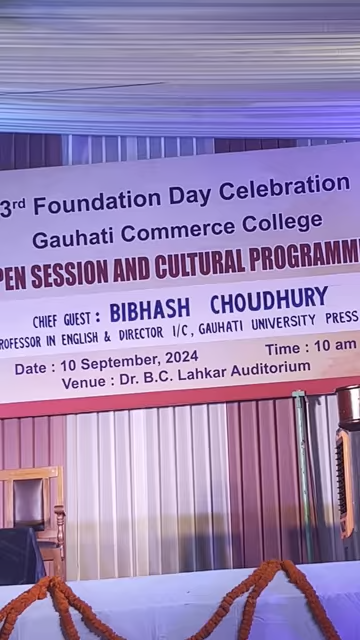 3rd Foundation Day Celebration
Gauhati Commerce College
PEN SESSION AND CULTURAL PROGRAMM
CHIEF GUEST : BIBHASH CHOUDHURY
ROFESSOR IN ENGLISH & DIRECTOR I/C, GAUHATI UNIVERSITY PRESS
Date : 10 September, 2024 Time : 10 am
Venue : Dr. B.C. Lahkar Auditorium